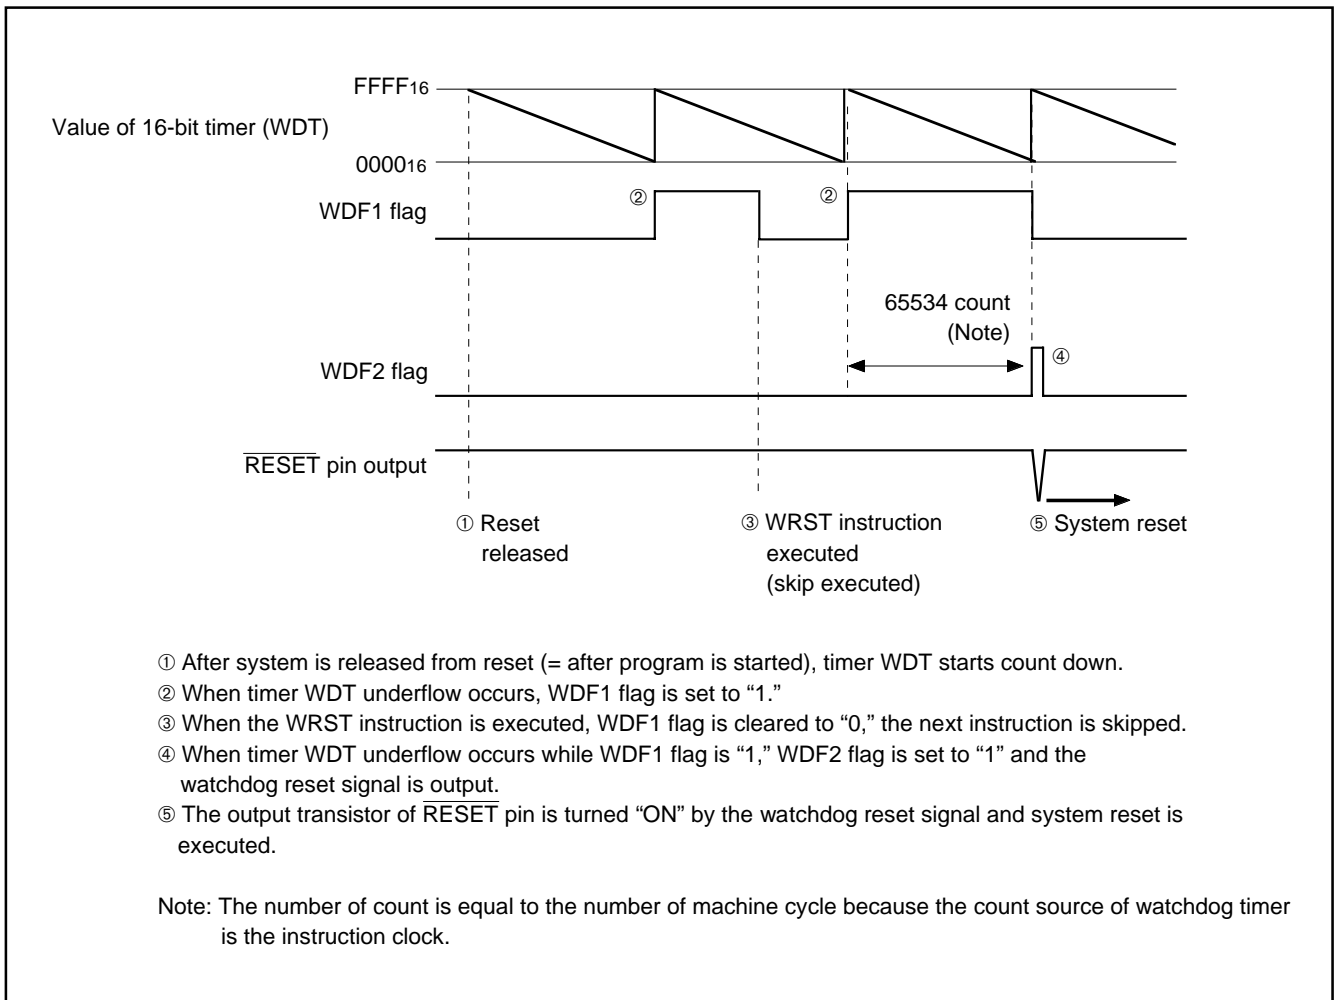 FFFF16
Value of 16-bit timer (WDT)
000016
WDF1 flag
②
②
65534 count
(Note)
WDF2 flag
④
RESET pin output
① Reset
released
③ WRST instruction
executed
(skip executed)
⑤ System reset
① After system is released from reset (= after program is started), timer WDT starts count down.
② When timer WDT underflow occurs, WDF1 flag is set to “1.”
③ When the WRST instruction is executed, WDF1 flag is cleared to “0,” the next instruction is skipped.
④ When timer WDT underflow occurs while WDF1 flag is “1,” WDF2 flag is set to “1” and the
watchdog reset signal is output.
⑤ The output transistor of RESET pin is turned “ON” by the watchdog reset signal and system reset is
executed.
Note: The number of count is equal to the number of machine cycle because the count source of watchdog timer
is the instruction clock.